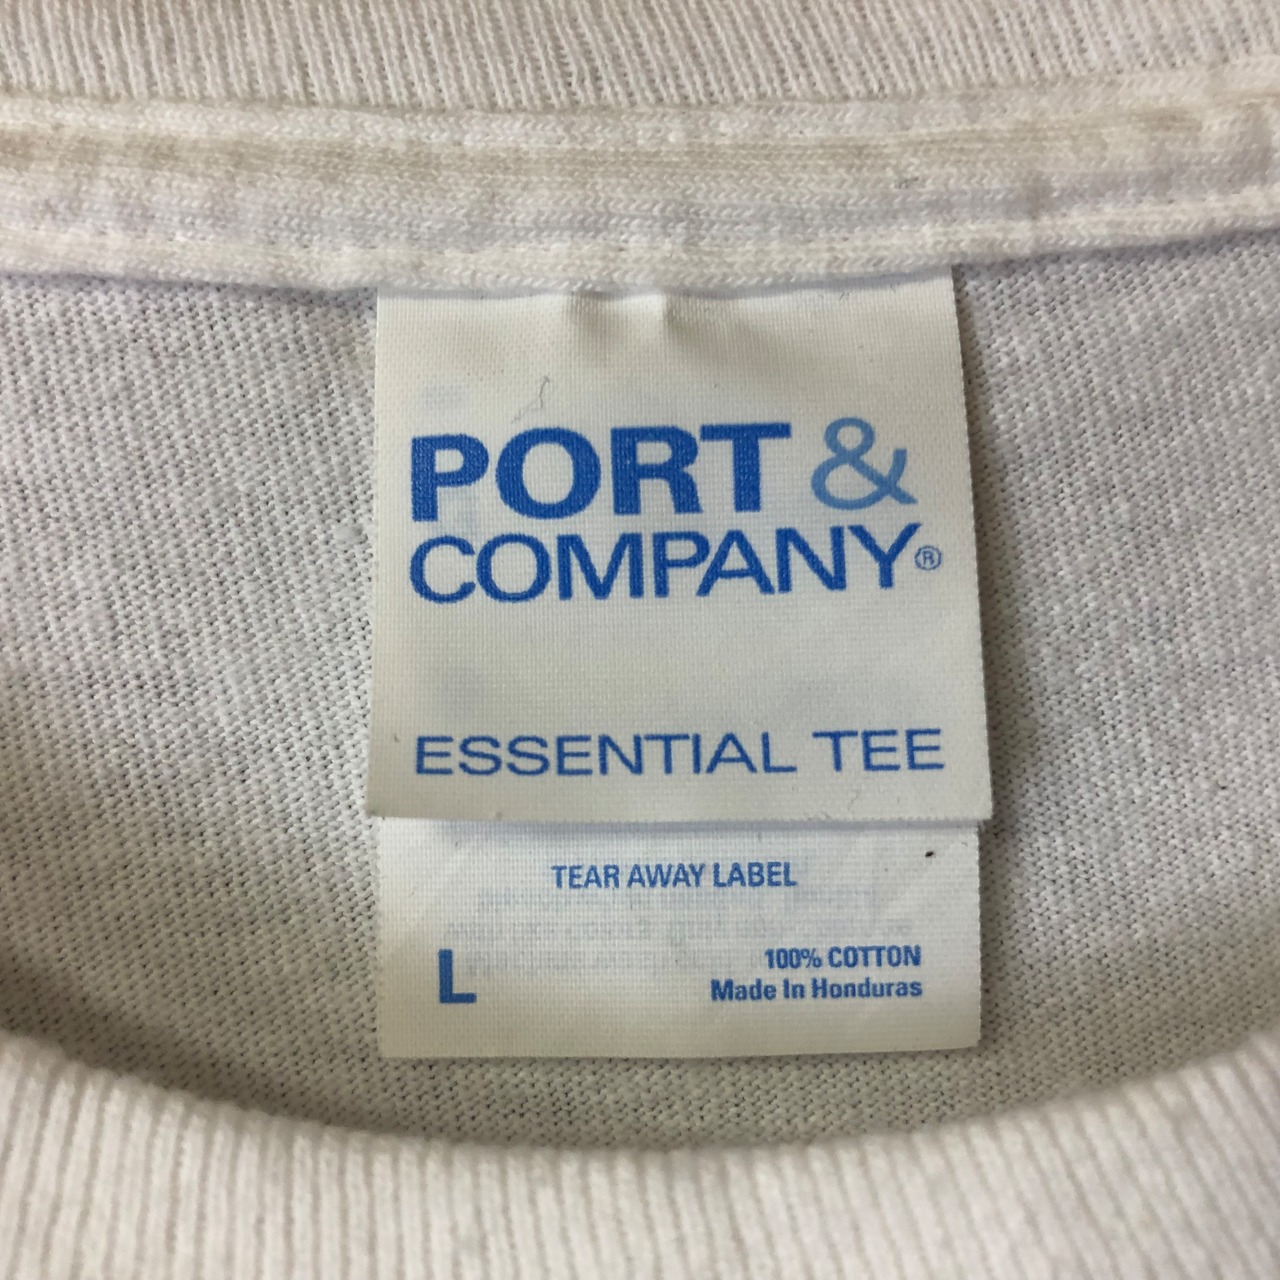 PORT &
COMPANY®
ESSENTIAL TEE
TEAR AWAY LABEL
L
100% COTTON
Made In Honduras